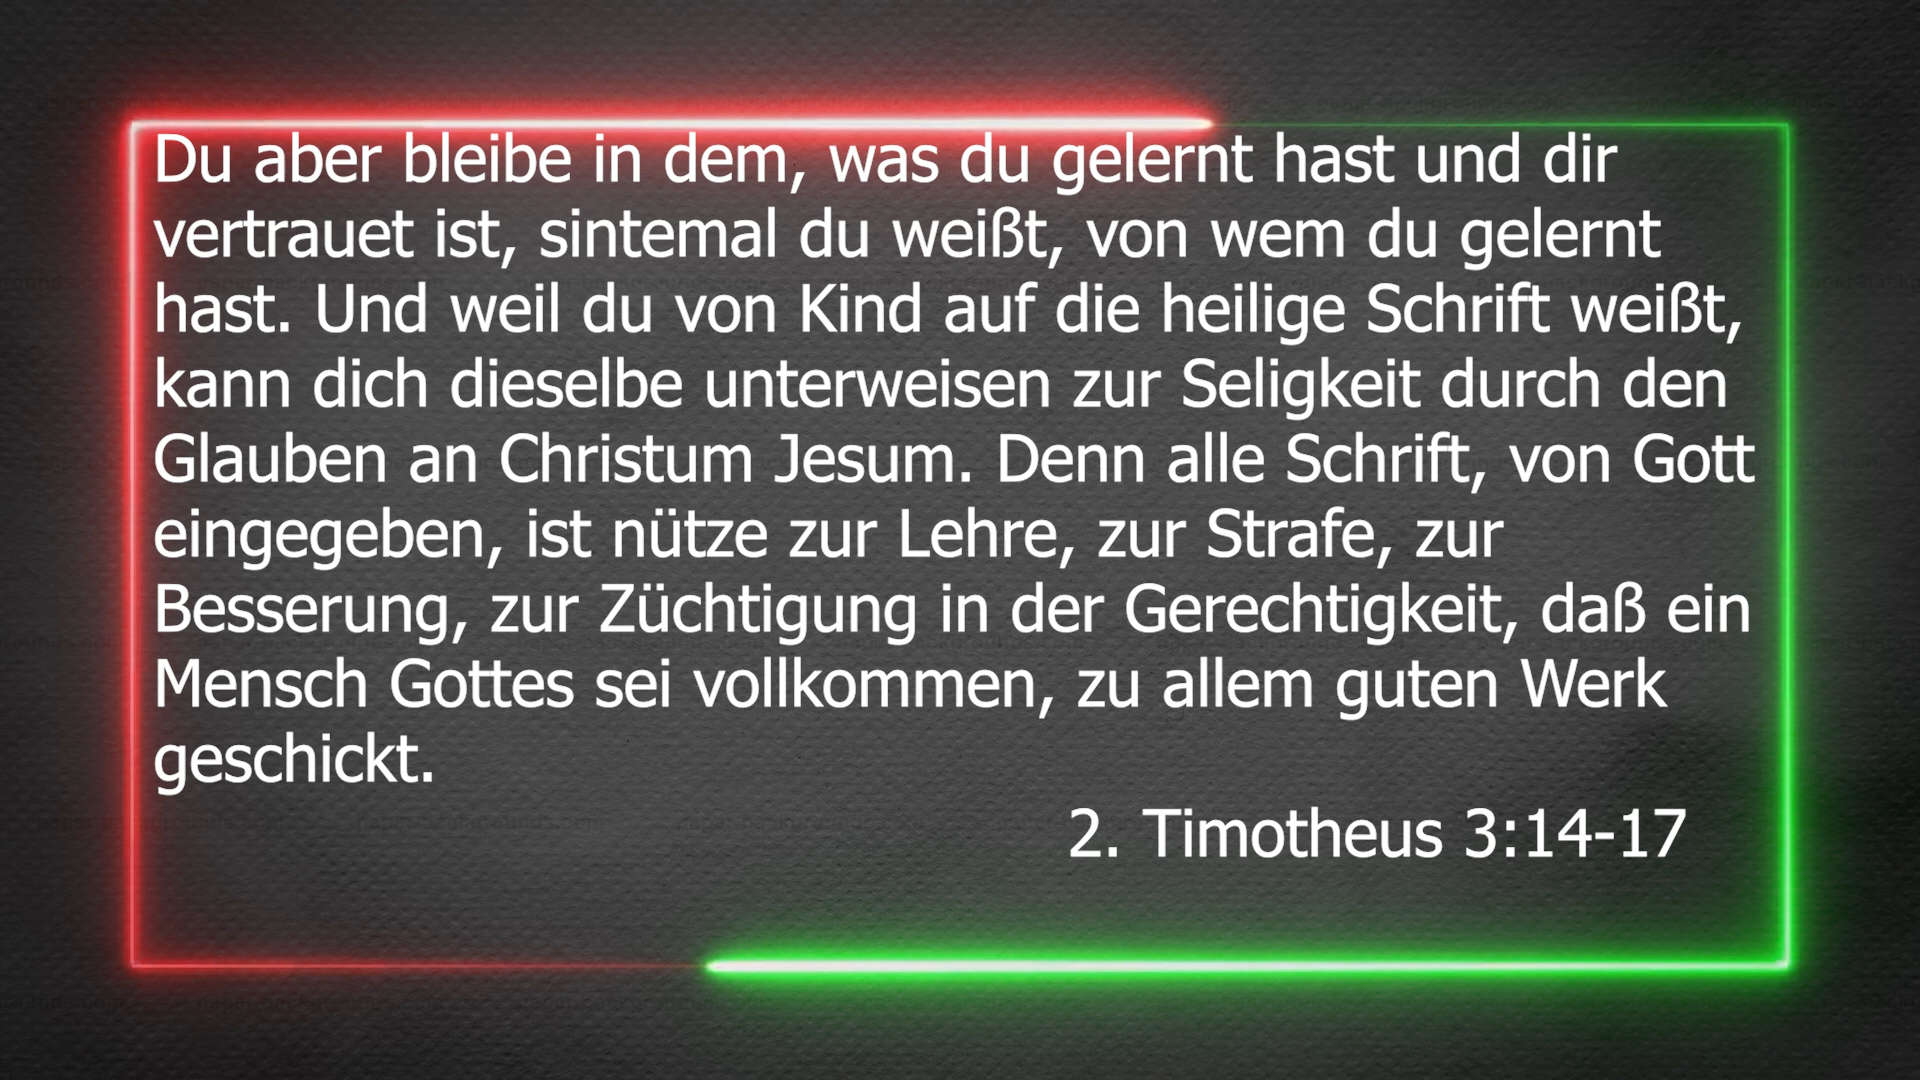 Du aber bleibe in dem, was du gelernt hast und dir
vertrauet ist, sintemal du weißt, von wem du gelernt
hast. Und weil du von Kind auf die heilige Schrift weißt,
kann dich dieselbe unterweisen zur Seligkeit durch den
Glauben an Christum Jesum. Denn alle Schrift, von Gott
eingegeben, ist nütze zur Lehre, zur Strafe, zur
Besserung, zur Züchtigung in der Gerechtigkeit, daß ein
Mensch Gottes sei vollkommen, zu allem guten Werk
geschickt.
2. Timotheus 3:14-17